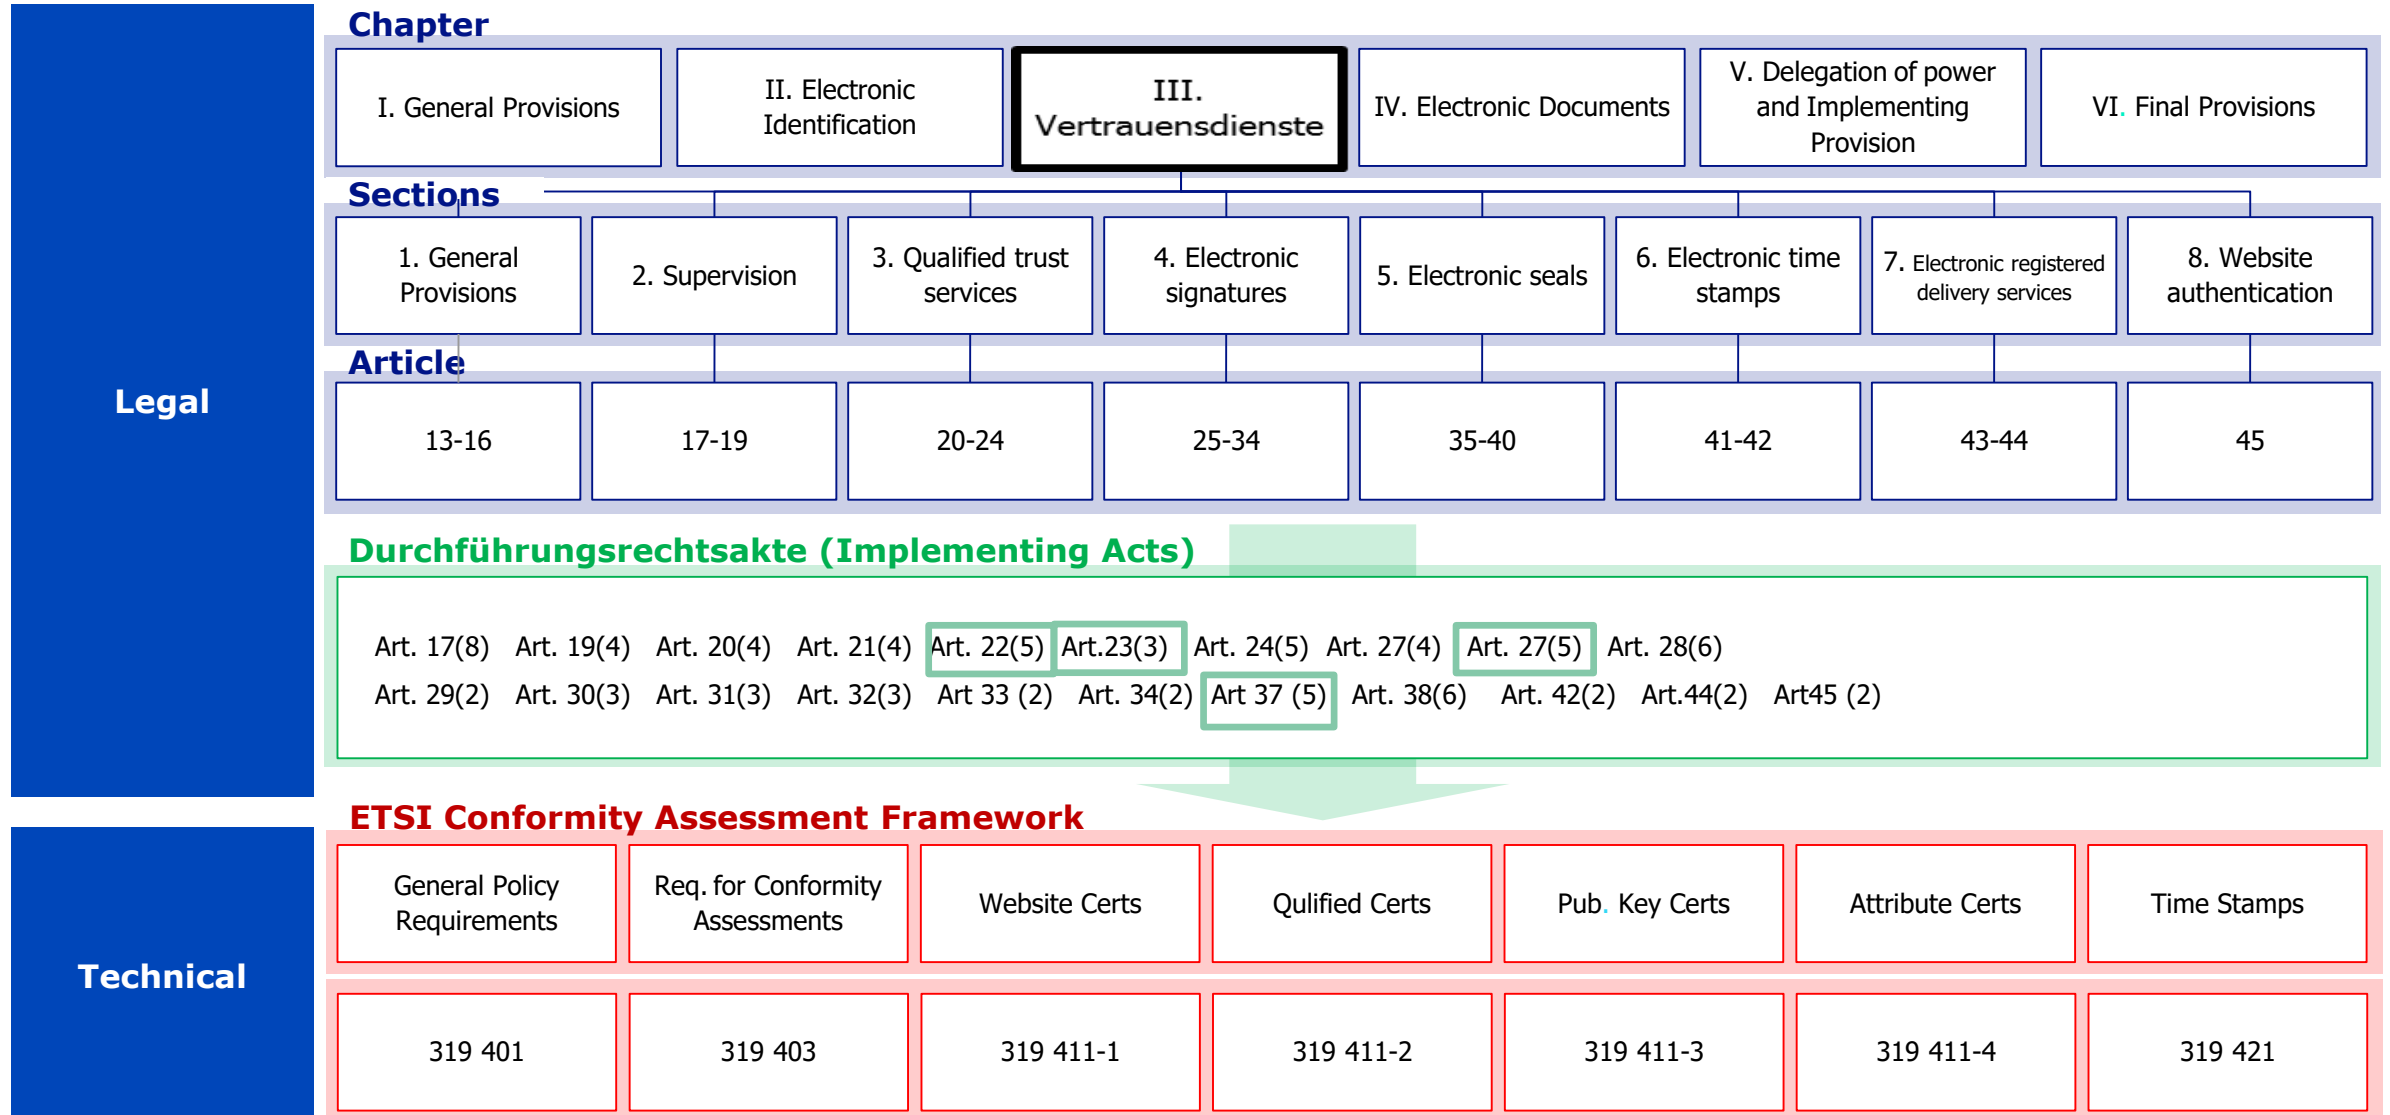 Chapter
I. General Provisions
II. Electronic
Identification
III.
Vertrauensdienste
IV. Electronic Documents
V. Delegation of power
and Implementing
Provision
VI. Final Provisions
Sections
1. General
Provisions
2. Supervision
3. Qualified trust
services
4. Electronic
signatures
5. Electronic seals
6. Electronic time
stamps
7. Electronic registered
delivery services
8. Website
authentication
Article
13-16
17-19
20-24
25-34
35-40
41-42
43-44
45
Legal
Durchführungsrechtsakte (Implementing Acts)
Art. 17(8) Art. 19(4) Art. 20(4) Art. 21(4) Art. 22(5) Art.23(3) Art. 24(5) Art. 27(4) Art. 27(5) Art. 28(6)
Art. 29(2) Art. 30(3) Art. 31(3) Art. 32(3) Art 33 (2) Art. 34(2) Art 37 (5) Art. 38(6) Art. 42(2) Art.44(2) Art45 (2)
ETSI Conformity Assessment Framework
General Policy
Requirements
Req. for Conformity
Assessments
Website Certs
Qulified Certs
Pub. Key Certs
Attribute Certs
Time Stamps
Technical
319 401
319 403
319 411-1
319 411-2
319 411-3
319 411-4
319 421